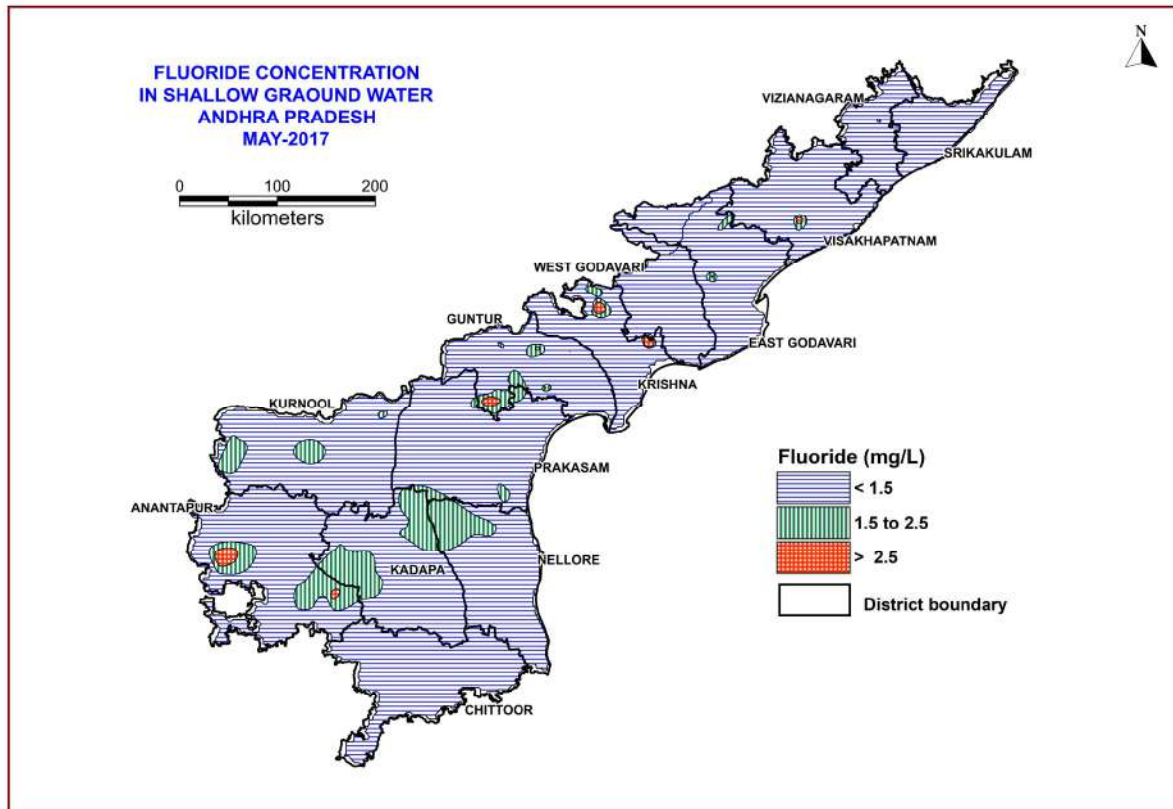 FLUORIDE CONCENTRATION
IN SHALLOW GRAOUND WATER
ANDHRA PRADESH
MAY-2017
N
0 100 200
kilometers
VIZIANAGARAM
SRIKAKULAM
VISAKHAPATNAM
WEST GODAVARI
EAST GODAVARI
GUNTUR
KRISHNA
KURNOOL
PRAKASAM
ANANTAPUR
NELLORE
KADAPA
CHITTOOR
Fluoride (mg/L)
< 1.5
1.5 to 2.5
> 2.5
District boundary